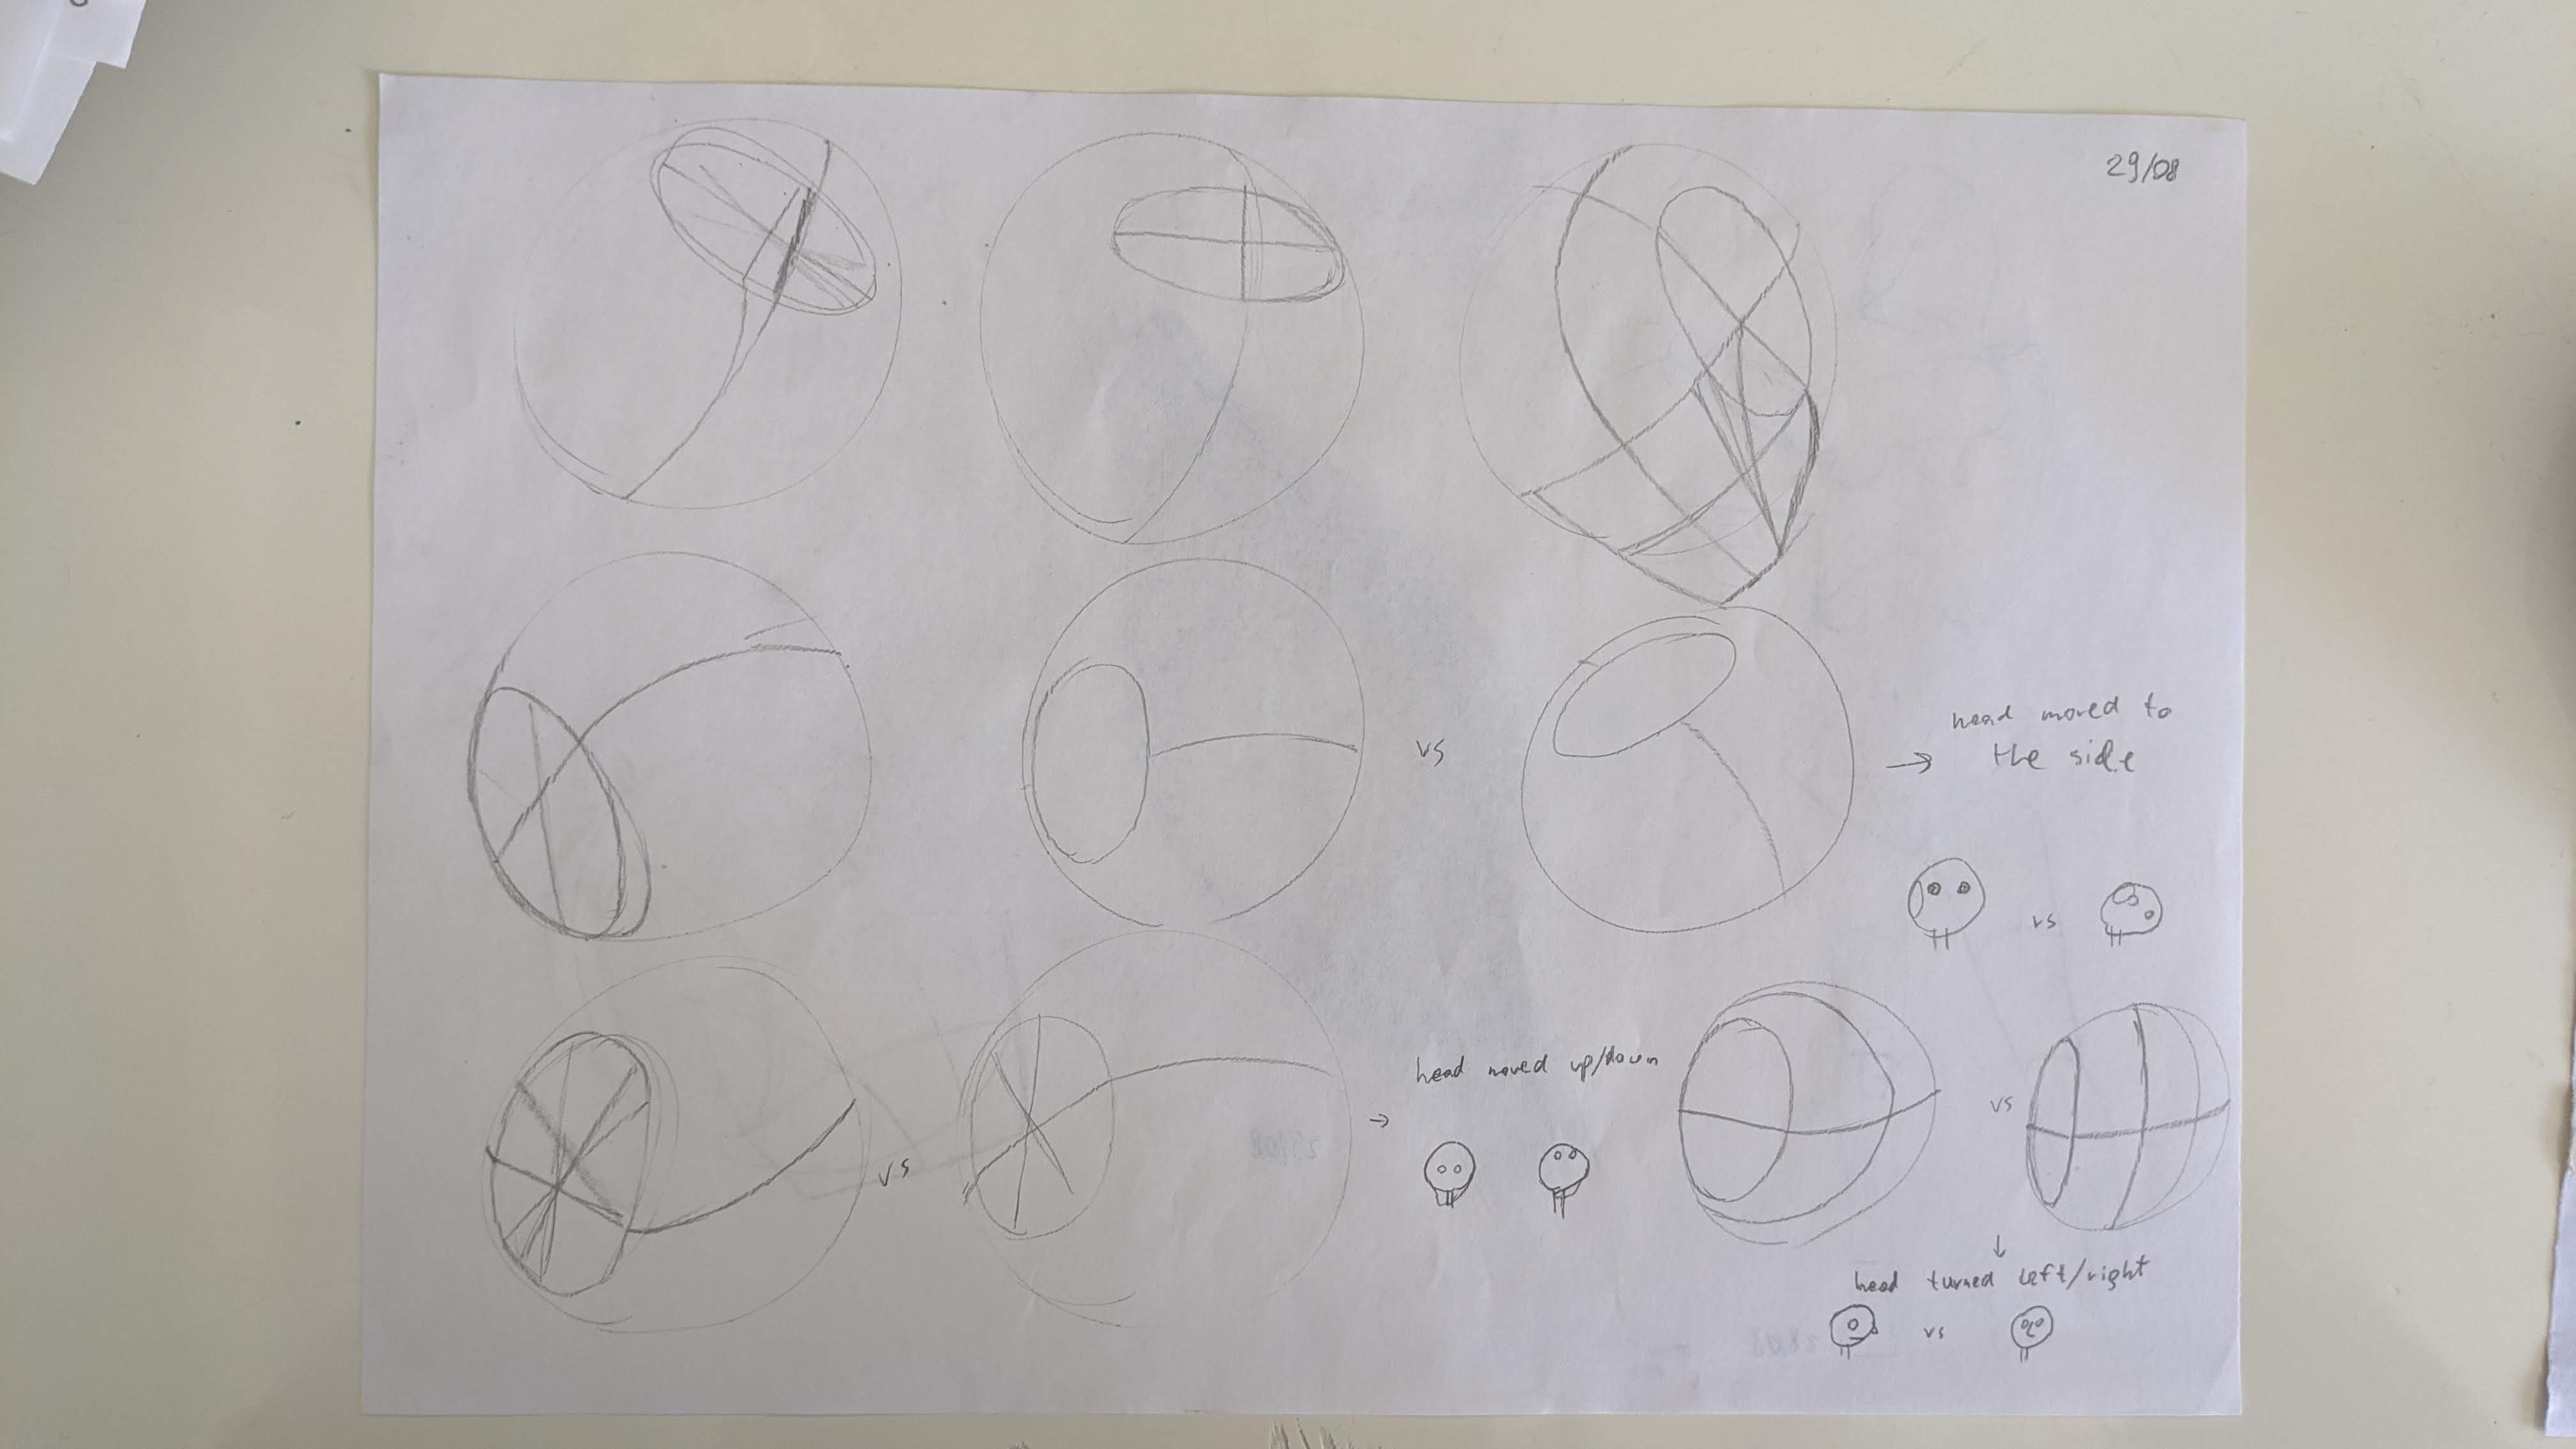 29/08
vs
head moved to
the side
vs
vs
head moved up/down
vs
head turned left/right
vs